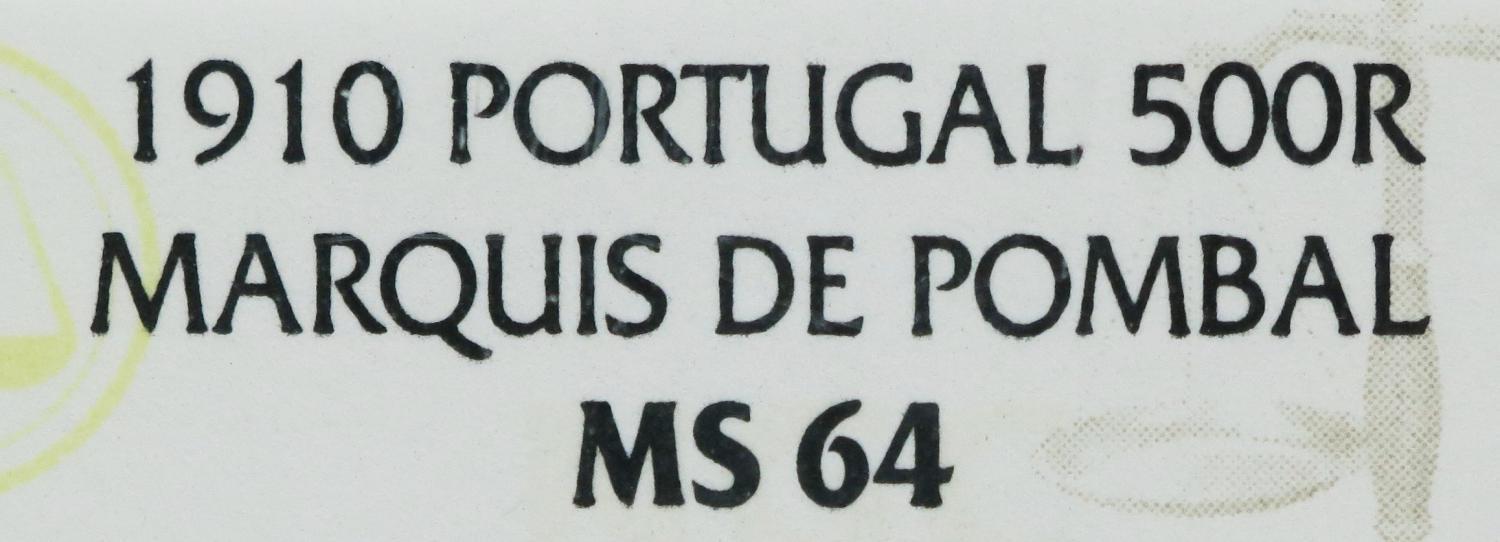 1910 PORTUGAL 500R
MARQUIS DE POMBAL
MS 64